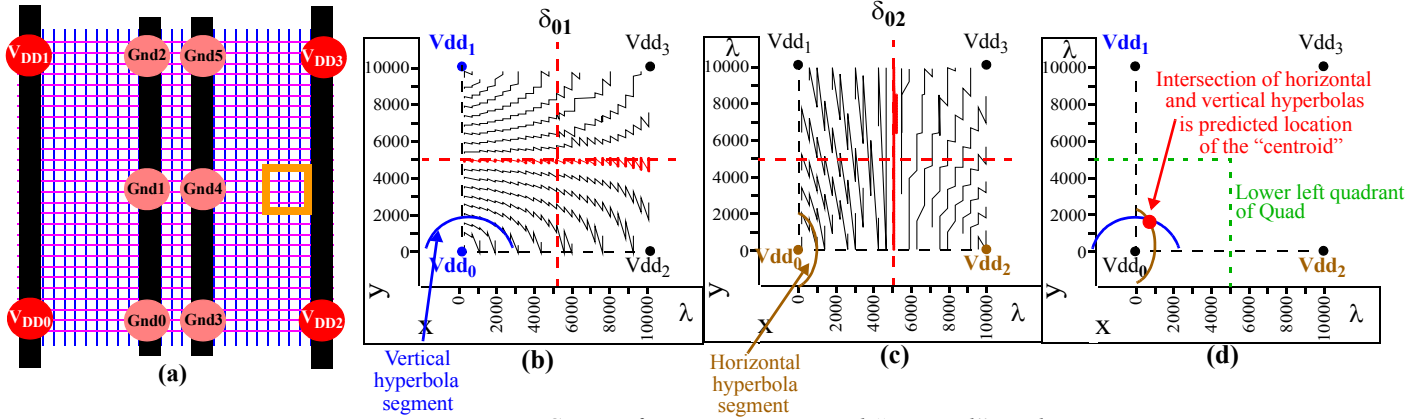 V_DD1
Gnd2
Gnd5
V_DD3
Gnd1
Gnd4
V_DD0
Gnd0
Gnd3
V_DD2
(a)
δ01
Vdd1
Vdd3
10000
8000
6000
4000
2000
0
Vdd0
Vdd2
y
0
2000
4000
6000
8000
10000
λ
x
(b)
Vertical
hyperbola
segment
δ02
λ
Vdd1
Vdd3
10000
8000
6000
4000
2000
0
Vdd0
Vdd2
y
0
2000
4000
6000
8000
10000
λ
x
(c)
Horizontal
hyperbola
segment
λ
Vdd1
Vdd3
10000
8000
6000
4000
2000
0
Intersection of horizontal
and vertical hyperbolas
is predicted location
of the “centroid”
Lower left quadrant
of Quad
Vdd0
Vdd2
y
0
2000
4000
6000
8000
10000
λ
x
(d)